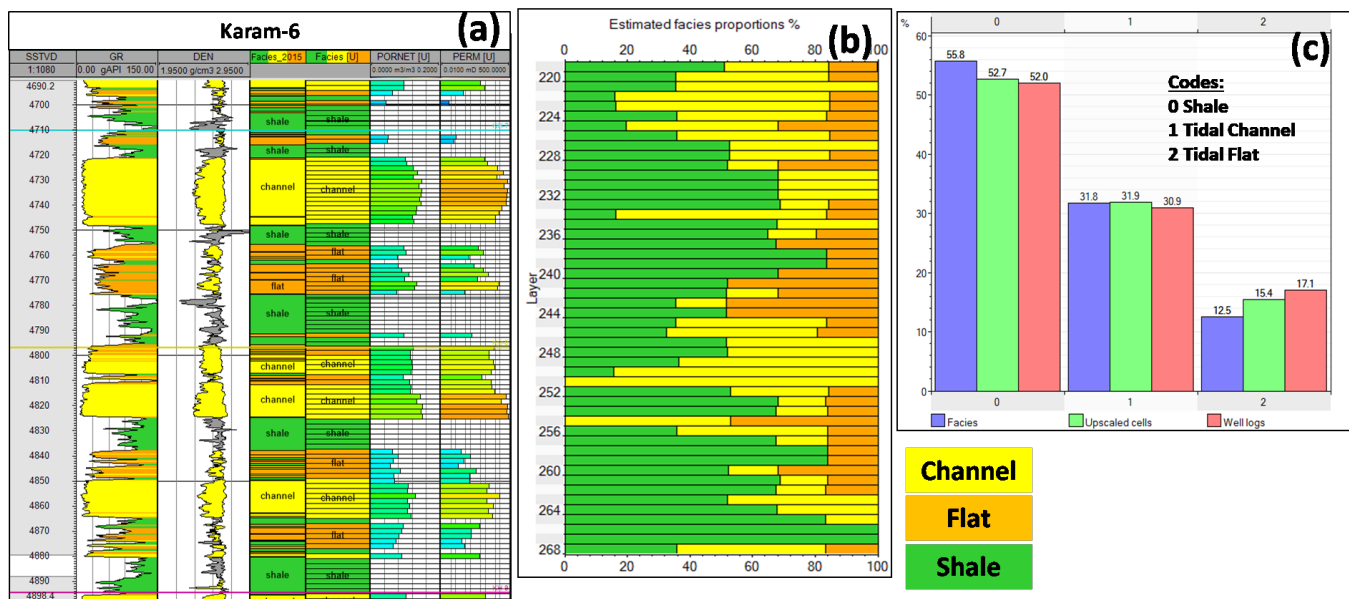 Karam-6
(a)
SSTVD GR DEN Facies_2015 Facies [U] PORNET [U] PERM [U]
1:1080 0.00 gAPI 150.00 1.9500 g/cm3 2.9500 0.0000 m3/m3 0.2000 0.0100 mD 500.0000
4690.2
4700
shale shale
4710
shale shale
4720
4730
channel channel
4740
4750
shale shale
4760
flat
4770
flat
flat
4780
shale shale
4790
4800
channel channel
4810
channel channel
4820
4830
shale shale
4840
flat
4850
channel channel
4860
4870
flat
4880
shale shale
4890
4898.4
Estimated facies proportions %
(b)
0 20 40 60 80 100
Layer
220
224
228
232
236
240
244
248
252
256
260
264
268
0 20 40 60 80 100
%
0 1 2
(c)
60
50
40
30
20
10
0
55.8
52.7
52.0
31.8
31.9
30.9
12.5
15.4
17.1
Codes:
0 Shale
1 Tidal Channel
2 Tidal Flat
0 1 2
Facies Upscaled cells Well logs
Channel
Flat
Shale